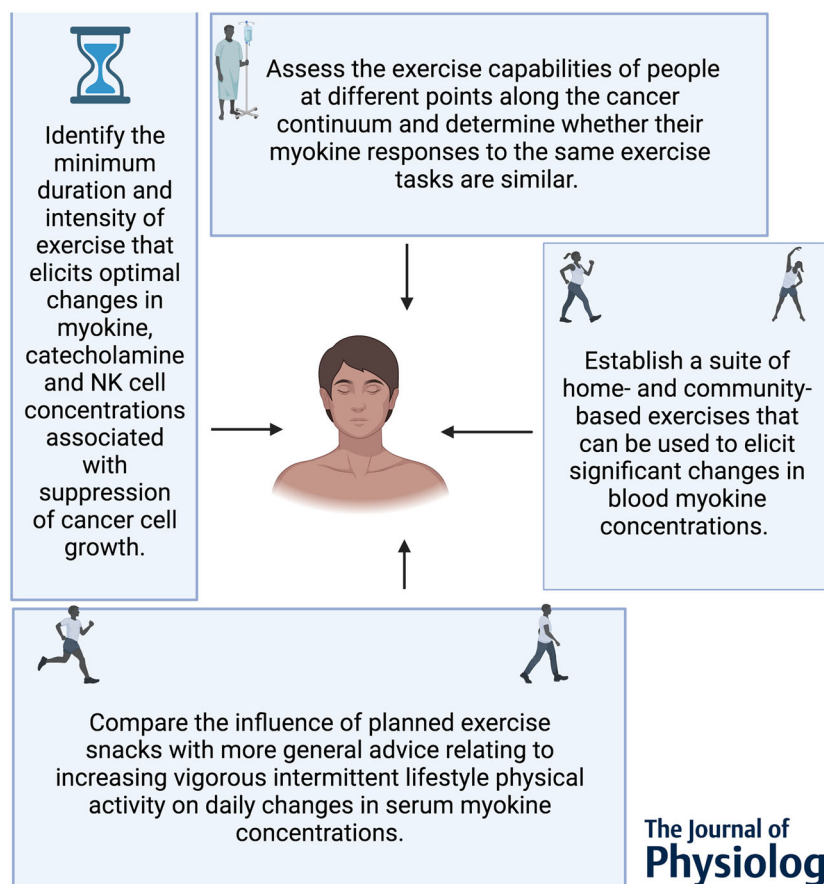 Identify the
minimum
duration and
intensity of
exercise that
elicits optimal
changes in
myokine,
catecholamine
and NK cell
concentrations
associated
with
suppression
of cancer cell
growth.
Assess the exercise capabilities of people
at different points along the cancer
continuum and determine whether their
myokine responses to the same exercise
tasks are similar.
Establish a suite of
home- and community-
based exercises that
can be used to elicit
significant changes in
blood myokine
concentrations.
Compare the influence of planned exercise
snacks with more general advice relating to
increasing vigorous intermittent lifestyle physical
activity on daily changes in serum myokine
concentrations.
The Journal of
Physiolog